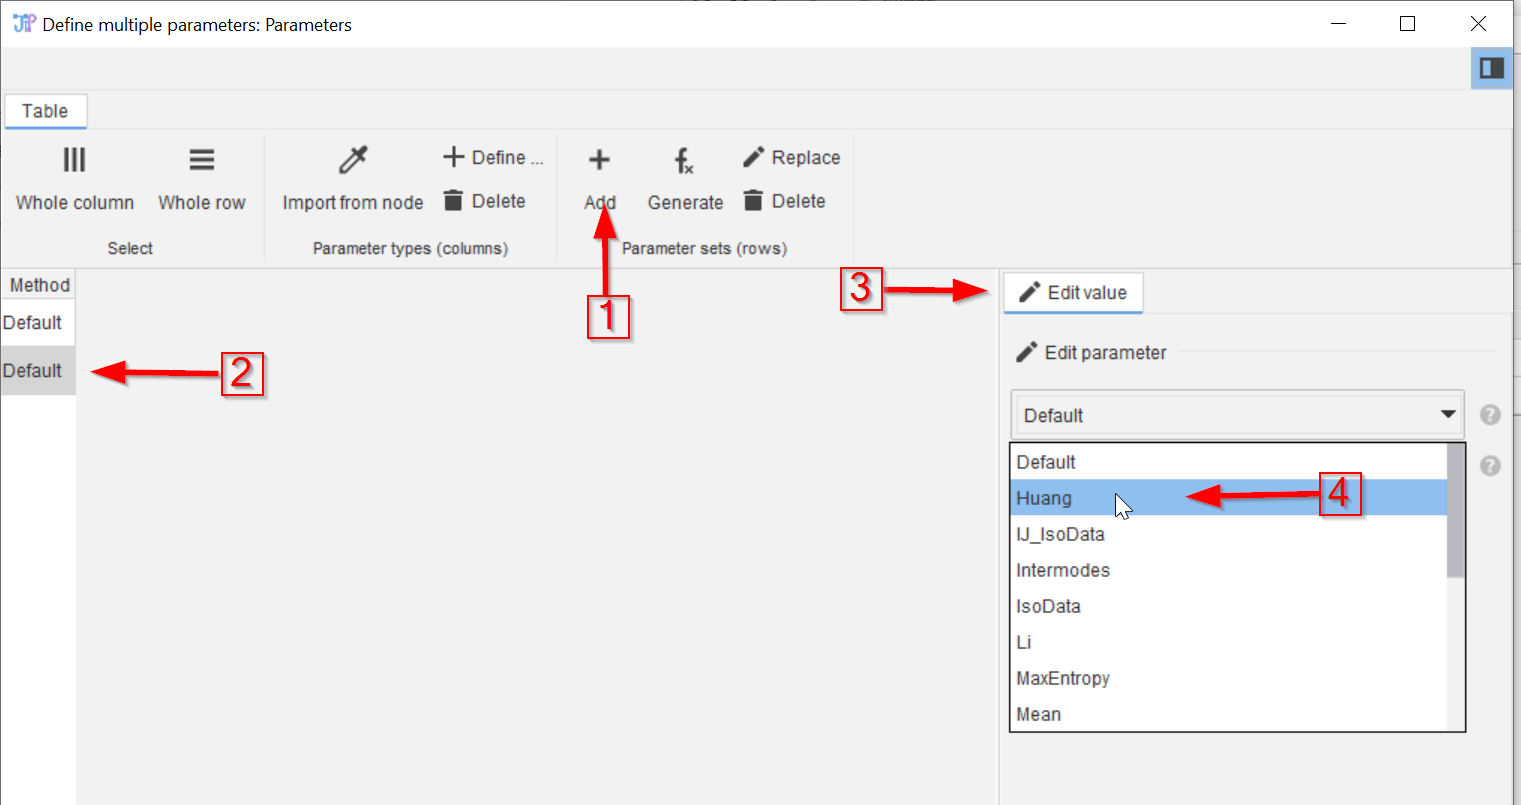 JIP Define multiple parameters: Parameters
Table
Whole column
Whole row
Select
Import from node
Define ...
Delete
Parameter types (columns)
Add
Generate
Replace
Delete
Parameter sets (rows)
1
Method
Default
Default
2
3
Edit value
Edit parameter
Default
?
Default
?
Huang
4
IJ_IsoData
Intermodes
IsoData
Li
MaxEntropy
Mean